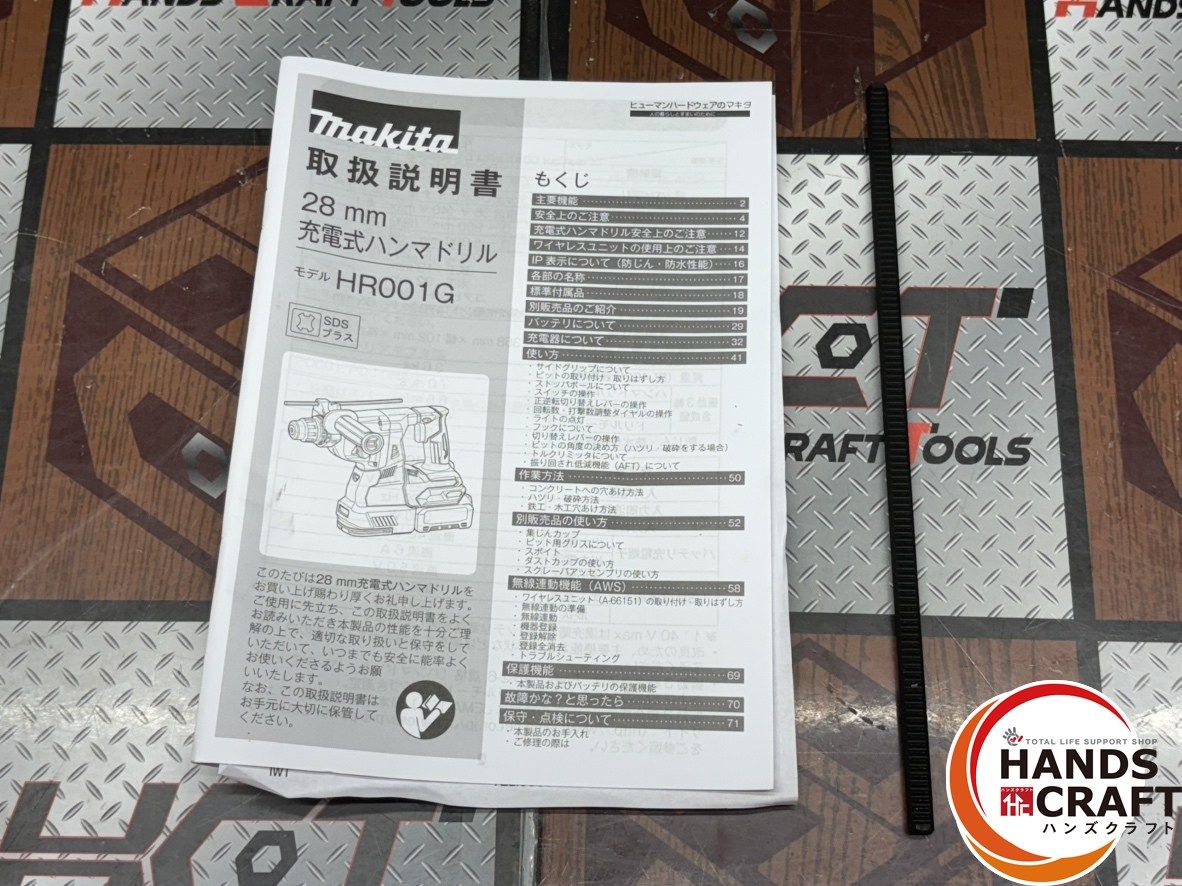 HANDS CRAFT TOOLS
HANDS
makita
取扱説明書
28 mm
充電式ハンマドリル
モデル HR001G
SDS
プラス
このたびは28 mm充電式ハンマドリルを
お買い上げ賜わり厚くお礼申し上げます。
ご使用に先立ち、この取扱説明書をよく
お読みいただき本製品の性能を十分ご理
解の上で、適切な取り扱いと保守をして
いただいて、いつまでも安全に能率よく
お使いくださるようお願
いいたします。
なお、この取扱説明書は
お手元に大切に保管して
ください。
ヒューマンハードウェアのマキタ
人の暮らしとすまいのために
もくじ
主要機能 2
安全上のご注意 4
充電式ハンマドリル安全上のご注意 12
ワイヤレスユニットの使用上のご注意 14
IP 表示について（防じん・防水性能） 16
各部の名称 17
標準付属品 18
別販売品のご紹介 19
バッテリについて 29
充電器について 32
使い方 41
・サイドグリップについて
・ビットの取り付け・取りはずし方
・ストッパポールについて
・スイッチの操作
・正逆転切り替えレバーの操作
・回転数・打撃数調整ダイヤルの操作
・ライトの点灯
・フックについて
・切り替えレバーの操作
・ビットの角度の決め方（ハツリ・破砕をする場合）
・トルクリミッタについて
・振り回され低減機能（AFT）について
作業方法 50
・コンクリートへの穴あけ方法
・ハツリ・破砕方法
・鉄工・木工穴あけ方法
別販売品の使い方 52
・集じんカップ
・ビット用グリスについて
・スポイト
・ダストカップの使い方
・スクレーパアッセンブリの使い方
無線連動機能（AWS） 58
・ワイヤレスユニット（A-66151）の取り付け・取りはずし方
・無線連動の準備
・無線連動
・機器登録
・登録解除
・登録全消去
・トラブルシューティング
保護機能 69
・本製品およびバッテリの保護機能
故障かな？と思ったら 70
保守・点検について 71
・本製品のお手入れ
・ご修理の際は
IW1
CT
RAFT TOOLS
HCT
TOTAL LIFE SUPPORT SHOP
HANDS
ハンズクラフト
CRAFT
ハンズクラフト